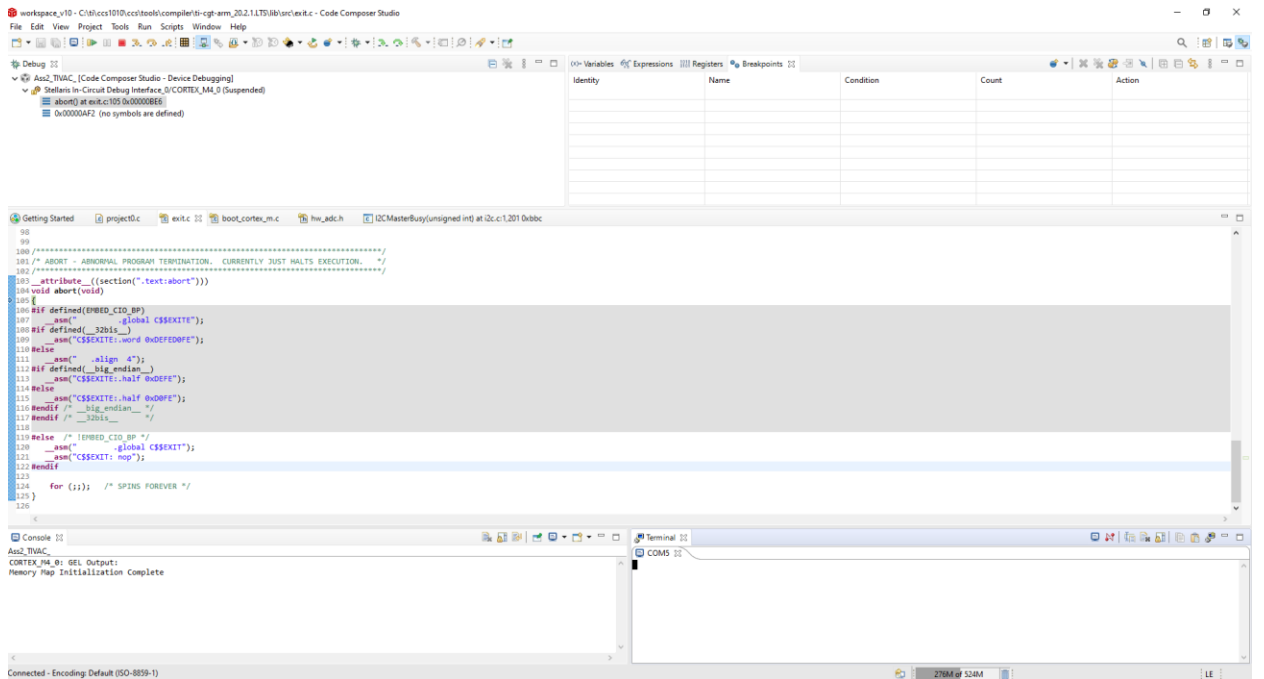 workspace_v10 - C:\ti\ccs1010\ccs\tools\compiler\ti-cgt-arm_20.2.1.LTS\lib\src\exit.c - Code Composer Studio
File Edit View Project Tools Run Scripts Window Help
Debug
Ass2_TIVAC_ [Code Composer Studio - Device Debugging]
Stellaris In-Circuit Debug Interface_0/CORTEX_M4_0 (Suspended)
abort() at exit.c:105 0x00000BE6
0x00000AF2 (no symbols are defined)
(x)= Variables Expressions Registers Breakpoints
Identity Name Condition Count Action
Getting Started project0.c exit.c boot_cortex_m.c hw_adc.h I2CMasterBusy(unsigned int) at i2c.c:1,201 0xbbc
98
99
100 /****************************************************************************/
101 /* ABORT - ABNORMAL PROGRAM TERMINATION. CURRENTLY JUST HALTS EXECUTION. */
102 /****************************************************************************/
103 __attribute__((section(".text:abort")))
104 void abort(void)
105 {
106 #if defined(EMBED_CIO_BP)
107 __asm(" .global C$$EXITE");
108 #if defined(__32bis__)
109 __asm("C$$EXITE:.word 0xDEFED0FE");
110 #else
111 __asm(" .align 4");
112 #if defined(__big_endian__)
113 __asm("C$$EXITE:.half 0xDEFE");
114 #else
115 __asm("C$$EXITE:.half 0xD0FE");
116 #endif /* __big_endian__ */
117 #endif /* __32bis__ */
118
119 #else /* !EMBED_CIO_BP */
120 __asm(" .global C$$EXIT");
121 __asm("C$$EXIT: nop");
122 #endif
123
124 for (;;); /* SPINS FOREVER */
125 }
126
Console
Ass2_TIVAC_
CORTEX_M4_0: GEL Output:
Memory Map Initialization Complete
Terminal
COM5
Connected - Encoding: Default (ISO-8859-1)
276M of 524M
LE